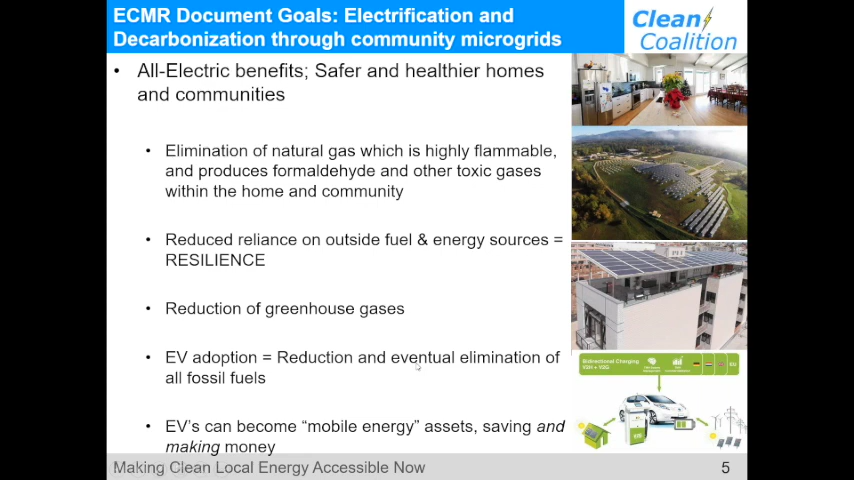 ECMR Document Goals: Electrification and
Decarbonization through community microgrids
Clean
Coalition
• All-Electric benefits; Safer and healthier homes
and communities
• Elimination of natural gas which is highly flammable,
and produces formaldehyde and other toxic gases
within the home and community
• Reduced reliance on outside fuel & energy sources =
RESILIENCE
• Reduction of greenhouse gases
• EV adoption = Reduction and eventual elimination of
all fossil fuels
• EV's can become “mobile energy” assets, saving and
making money
Bidirectional Charging
V2H + V2G
Making Clean Local Energy Accessible Now
5